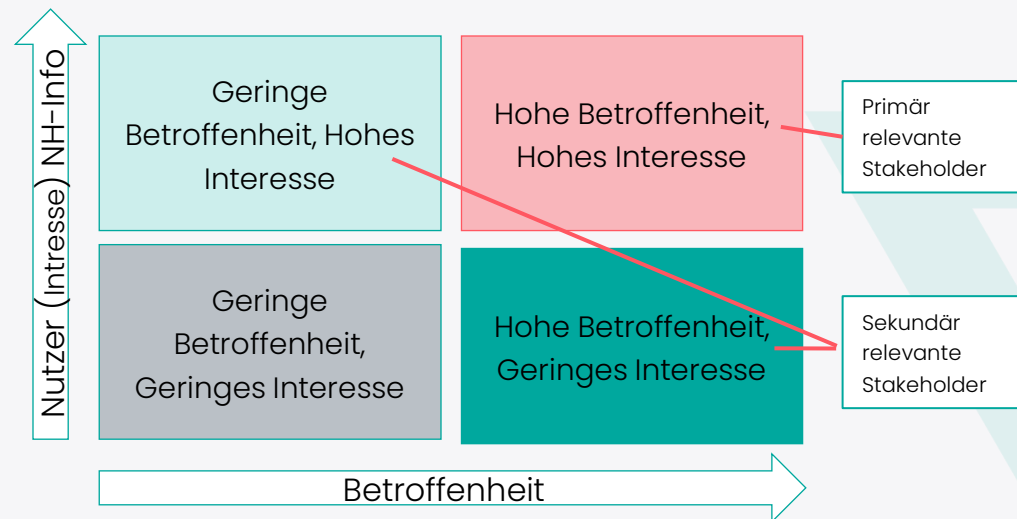 Nutzer (Intresse) NH-Info
Geringe
Betroffenheit, Hohes
Interesse
Hohe Betroffenheit,
Hohes Interesse
Primär
relevante
Stakeholder
Geringe
Betroffenheit,
Geringes Interesse
Hohe Betroffenheit,
Geringes Interesse
Sekundär
relevante
Stakeholder
Betroffenheit